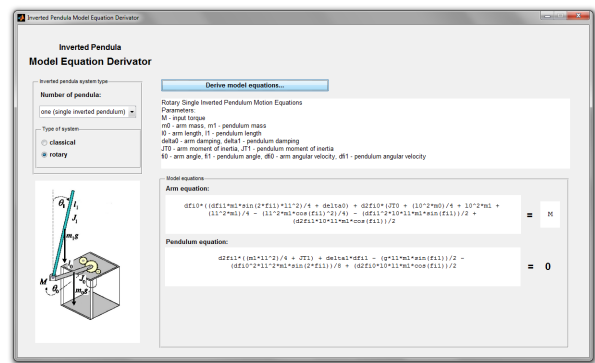 Inverted Pendula Model Equation Derivator
Inverted Pendula
Model Equation Derivator
Inverted pendula system type
Number of pendula:
one (single inverted pendulum)
Type of system
classical
rotary
Derive model equations...
Rotary Single Inverted Pendulum Motion Equations
Parameters:
M - input torque
m0 - arm mass, m1 - pendulum mass
l0 - arm length, l1 - pendulum length
delta0 - arm damping, delta1 - pendulum damping
JT0 - arm moment of inertia, JT1 - pendulum moment of inertia
fi0 - arm angle, fi1 - pendulum angle, dfi0 - arm angular velocity, dfi1 - pendulum angular velocity
Model equations
Arm equation:
dfi0*((dfi1*m1*sin(2*fi1)*l1^2)/4 + delta0) + d2fi0*(JT0 + (l0^2*m0)/4 + l0^2*m1 +
(l1^2*m1)/4 - (l1^2*m1*cos(fi1)^2)/4) - (dfi1^2*l0*l1*m1*sin(fi1))/2 +
(d2fi1*l0*l1*m1*cos(fi1))/2
= M
Pendulum equation:
d2fi1*((m1*l1^2)/4 + JT1) + delta1*dfi1 - (g*l1*m1*sin(fi1))/2 -
(dfi0^2*l1^2*m1*sin(2*fi1))/8 + (d2fi0*l0*l1*m1*cos(fi1))/2
= 0
θ1 l1
J1
m1g
M
θ0
J0
m0g